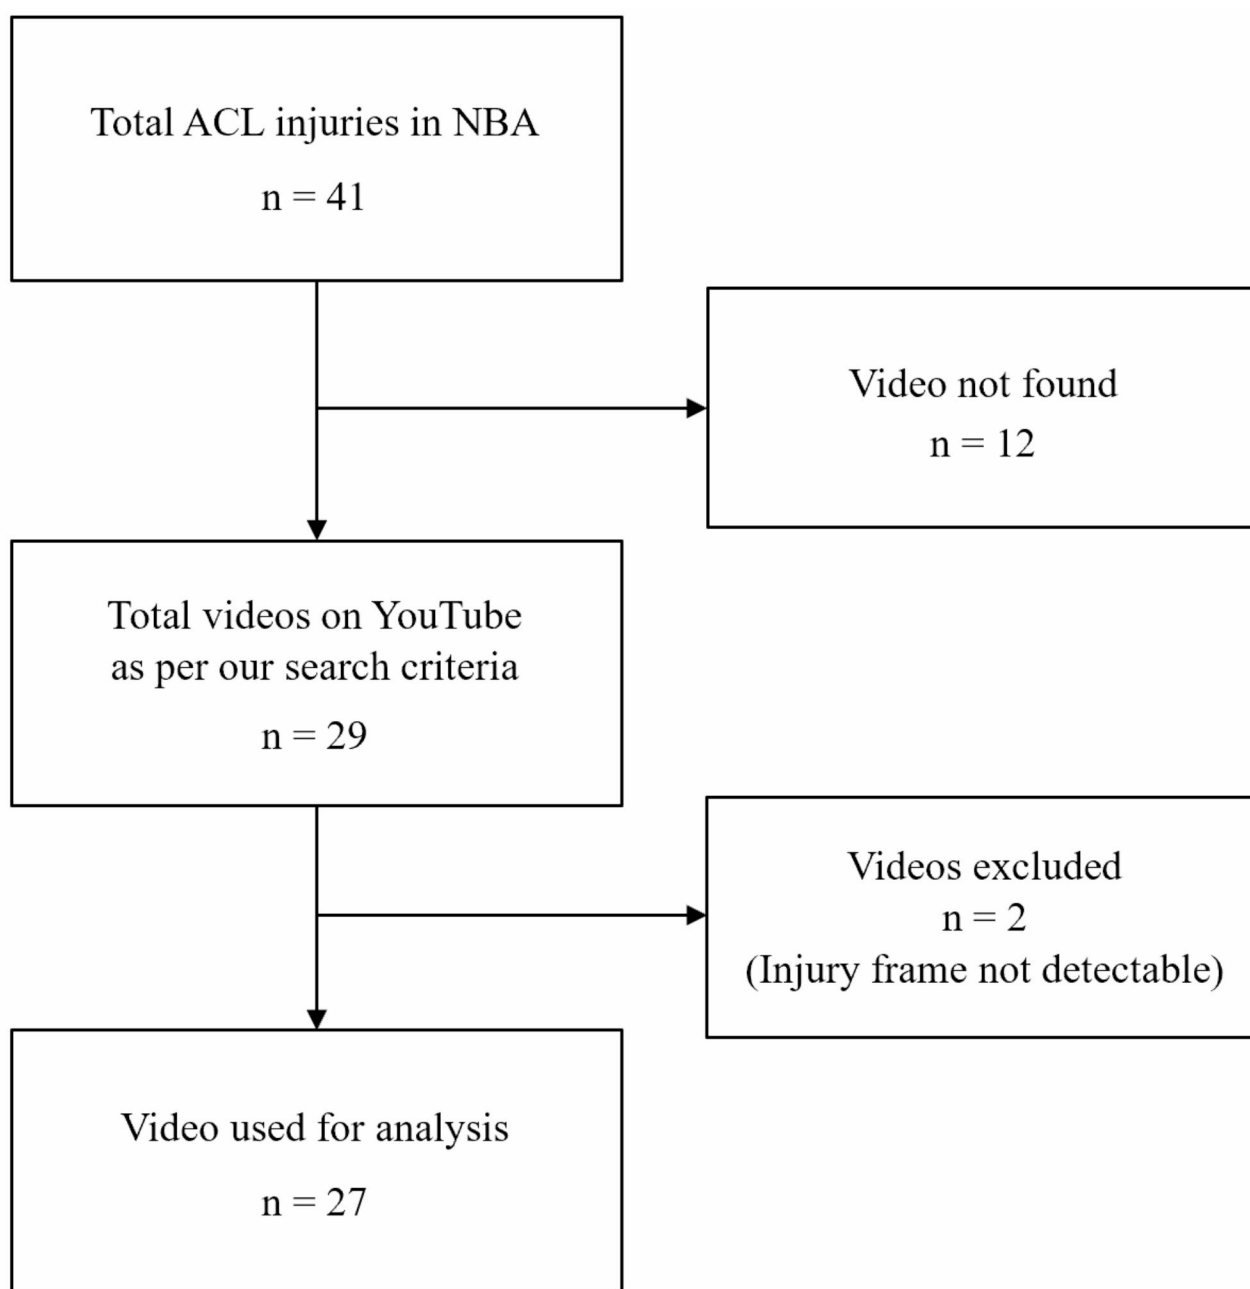 Total ACL injuries in NBA
n = 41
Video not found
n = 12
Total videos on YouTube
as per our search criteria
n = 29
Videos excluded
n = 2
(Injury frame not detectable)
Video used for analysis
n = 27